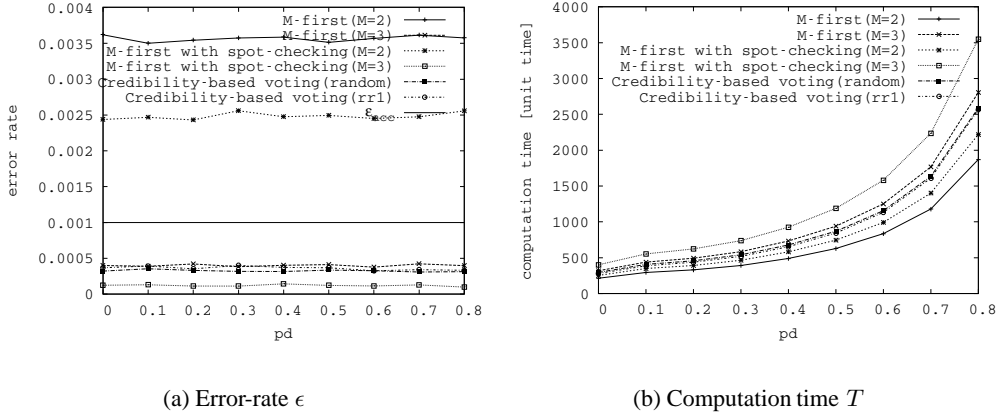 0.004
0.0035
0.003
0.0025
0.002
0.0015
0.001
0.0005
0
error rate
M-first(M=2)
M-first(M=3)
M-first with spot-checking(M=2)
M-first with spot-checking(M=3)
Credibility-based voting(random)
Credibility-based voting(rr1)
εacc
0 0.1 0.2 0.3 0.4 0.5 0.6 0.7 0.8
pd
(a) Error-rate ϵ
4000
3500
3000
2500
2000
1500
1000
500
0
computation time [unit time]
M-first(M=2)
M-first(M=3)
M-first with spot-checking(M=2)
M-first with spot-checking(M=3)
Credibility-based voting(random)
Credibility-based voting(rr1)
0 0.1 0.2 0.3 0.4 0.5 0.6 0.7 0.8
pd
(b) Computation time T